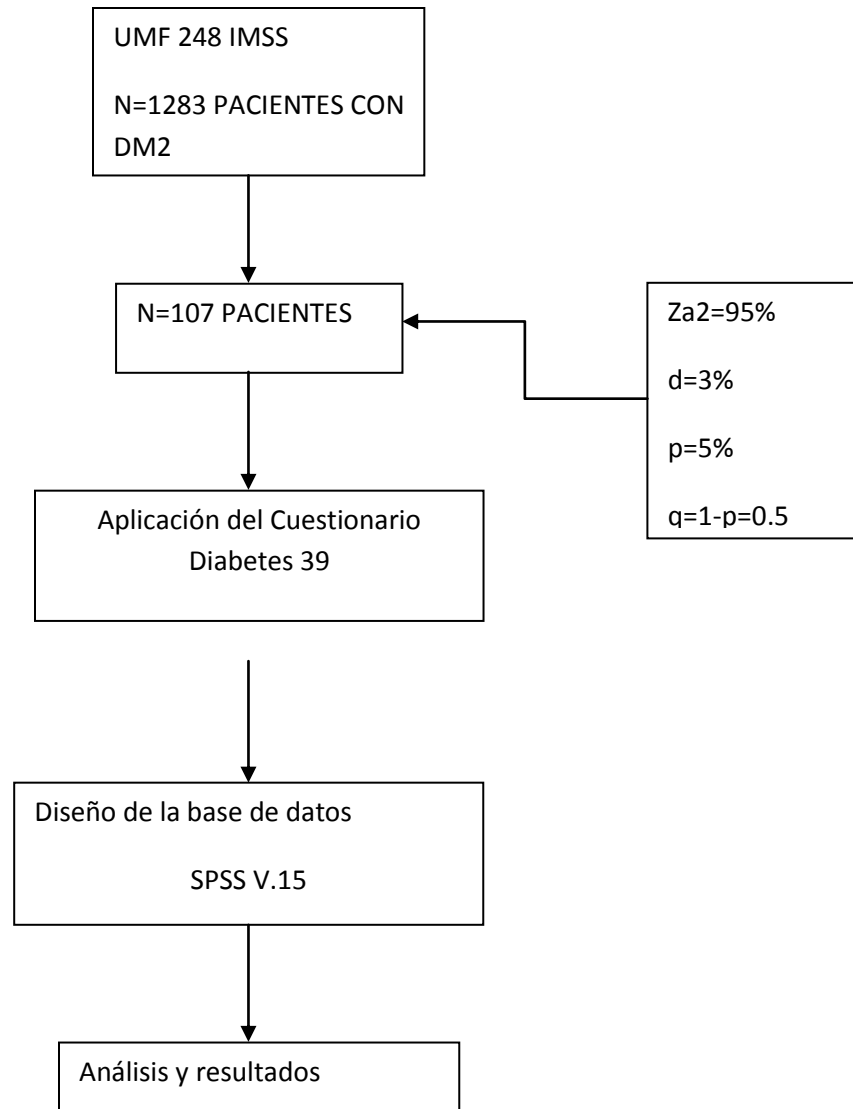 UMF 248 IMSS
N=1283 PACIENTES CON
DM2
N=107 PACIENTES
Za2=95%
d=3%
p=5%
q=1-p=0.5
Aplicación del Cuestionario
Diabetes 39
Diseño de la base de datos
SPSS V.15
Análisis y resultados